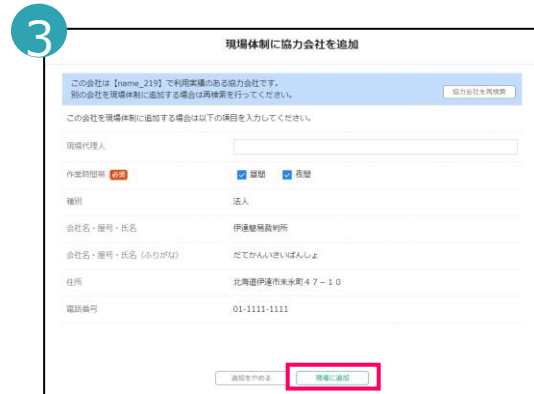 3
現場体制に協力会社を追加
この会社は【name_219】で利用実績のある協力会社です。
別の会社を現場体制に追加する場合は再検索を行ってください。
協力会社を再検索
この会社を現場体制に追加する場合は以下の項目を入力してください。
現場代理人
作業時間帯 必須 昼間 夜間
種別 法人
会社名・屋号・氏名 伊達簡易裁判所
会社名・屋号・氏名（ふりがな） だてかんいさいばんしょ
住所 北海道伊達市末永町47－10
電話番号 01-1111-1111
追加をやめる 現場に追加